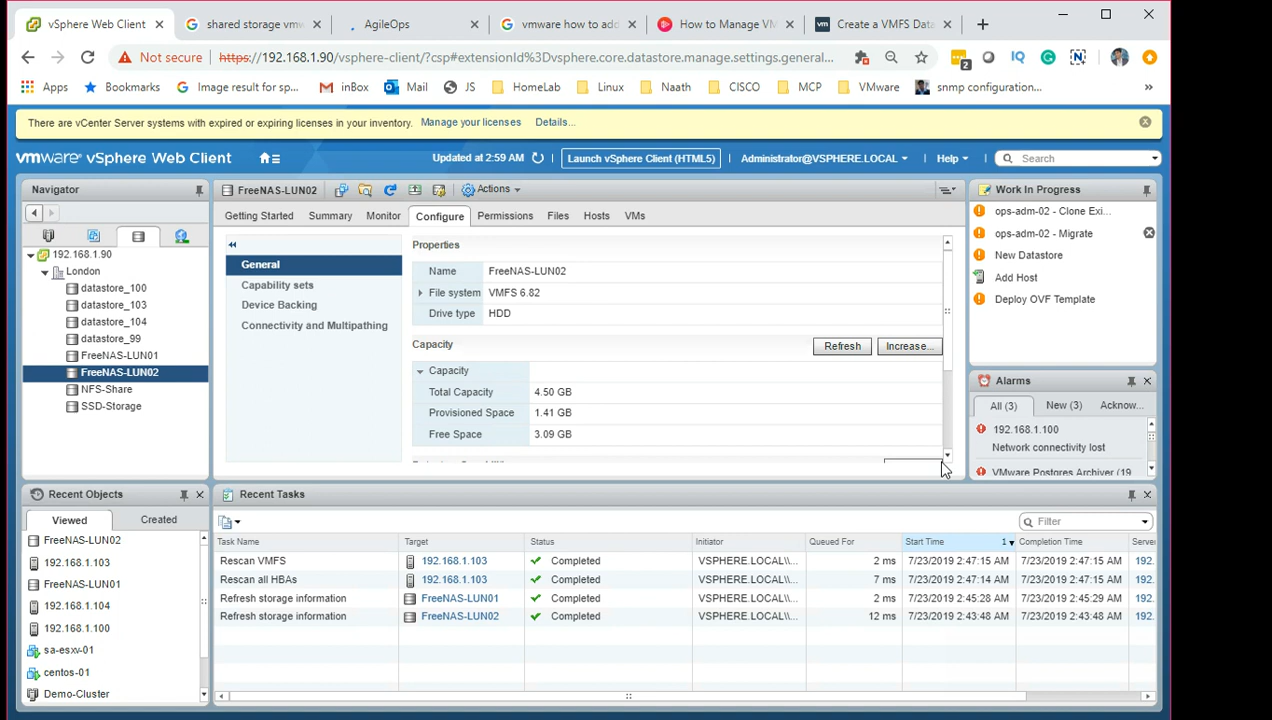 vSphere Web Client
shared storage vmw
AgileOps
vmware how to add
How to Manage VM
Create a VMFS Data
Not secure
https://192.168.1.90/vsphere-client/?csp#extensionId%3Dvsphere.core.datastore.manage.settings.general...
2
IQ
Apps
Bookmarks
Image result for sp...
inBox
Mail
JS
HomeLab
Linux
Naath
CISCO
MCP
VMware
snmp configuration...
»
There are vCenter Server systems with expired or expiring licenses in your inventory.
Manage your licenses
Details...
vmware vSphere Web Client
Updated at 2:59 AM
Launch vSphere Client (HTML5)
Administrator@VSPHERE.LOCAL
Help
Search
Navigator
192.168.1.90
London
datastore_100
datastore_103
datastore_104
datastore_99
FreeNAS-LUN01
FreeNAS-LUN02
NFS-Share
SSD-Storage
FreeNAS-LUN02
Actions
Getting Started Summary Monitor Configure Permissions Files Hosts VMs
General
Capability sets
Device Backing
Connectivity and Multipathing
Properties
Name FreeNAS-LUN02
File system VMFS 6.82
Drive type HDD
Capacity
Refresh
Increase...
Capacity
Total Capacity 4.50 GB
Provisioned Space 1.41 GB
Free Space 3.09 GB
Work In Progress
ops-adm-02 - Clone Exi...
ops-adm-02 - Migrate
New Datastore
Add Host
Deploy OVF Template
Alarms
All (3) New (3) Acknow...
192.168.1.100
Network connectivity lost
VMware Postgres Archiver (19
Recent Objects
Viewed Created
FreeNAS-LUN02
192.168.1.103
FreeNAS-LUN01
192.168.1.104
192.168.1.100
sa-esxv-01
centos-01
Demo-Cluster
Recent Tasks
Filter
Task Name Target Status Initiator Queued For Start Time 1 Completion Time Server
Rescan VMFS 192.168.1.103 Completed VSPHERE.LOCAL\\... 2 ms 7/23/2019 2:47:15 AM 7/23/2019 2:47:15 AM 192.
Rescan all HBAs 192.168.1.103 Completed VSPHERE.LOCAL\\... 7 ms 7/23/2019 2:47:14 AM 7/23/2019 2:47:15 AM 192.
Refresh storage information FreeNAS-LUN01 Completed VSPHERE.LOCAL\\... 2 ms 7/23/2019 2:45:28 AM 7/23/2019 2:45:29 AM 192.
Refresh storage information FreeNAS-LUN02 Completed VSPHERE.LOCAL\\... 12 ms 7/23/2019 2:43:48 AM 7/23/2019 2:43:48 AM 192.